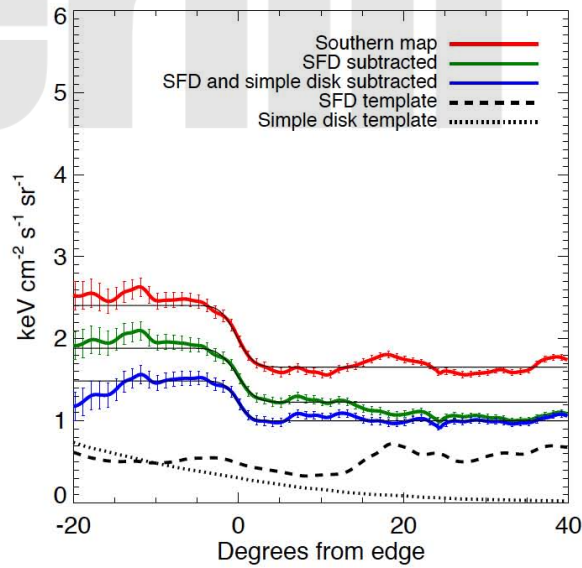 6
5
4
3
2
1
0
keV cm⁻² s⁻¹ sr⁻¹
Southern map
SFD subtracted
SFD and simple disk subtracted
SFD template
Simple disk template
-20 0 20 40
Degrees from edge